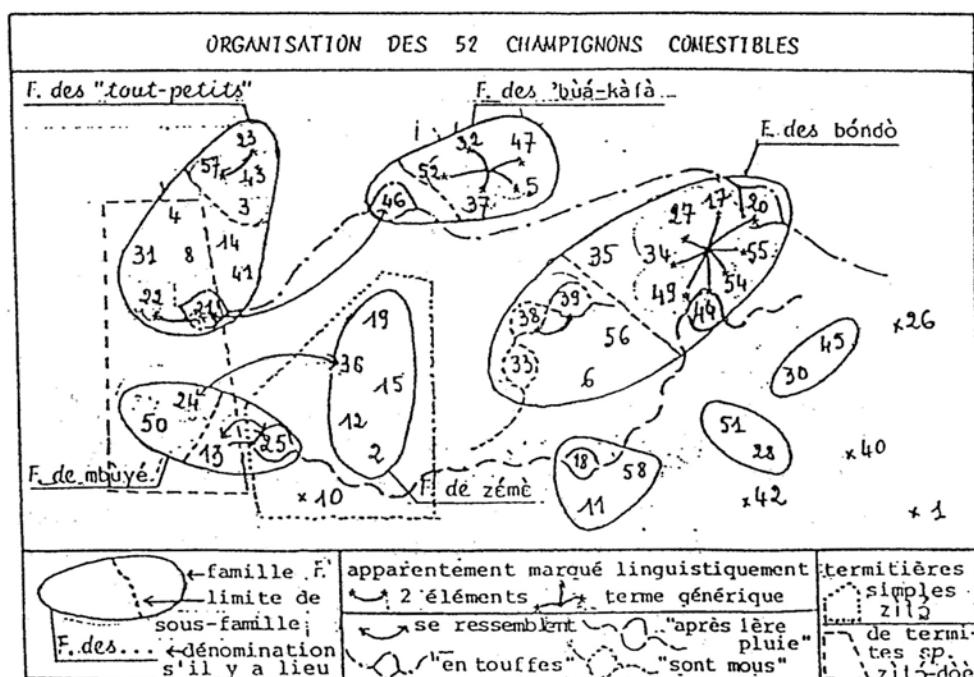 ORGANISATION DES 52 CHAMPIGNONS COMESTIBLES
F. des "tout-petits"
F. des 'bùá-kàlà
F. des bóndò
23
57
43
3
4
31
8
14
41
22
21
46
52
32
47
5
37
35
27
17
20
34
55
54
49
44
38
39
56
33
6
26
45
30
51
28
40
42
1
19
36
15
12
2
24
50
13
25
10
18
58
11
F. de mbuyé
F. de zémè
famille F.
limite de
sous-famille
F. des...
dénomination
s'il y a lieu
apparentement marqué linguistiquement
2 éléments
terme générique
se ressemblent
"après 1ère
pluie"
"en touffes"
"sont mous"
termitières
simples
de termi-
tes sp.